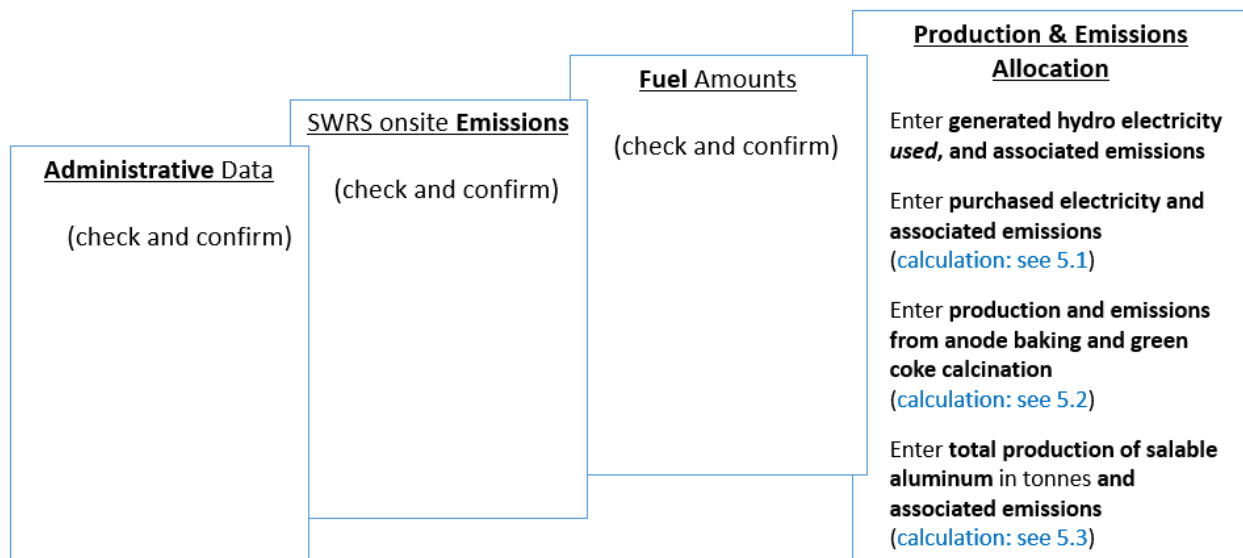 Administrative Data
(check and confirm)
SWRS onsite Emissions
(check and confirm)
Fuel Amounts
(check and confirm)
Production & Emissions
Allocation
Enter generated hydro electricity
used, and associated emissions
Enter purchased electricity and
associated emissions
(calculation: see 5.1)
Enter production and emissions
from anode baking and green
coke calcination
(calculation: see 5.2)
Enter total production of salable
aluminum in tonnes and
associated emissions
(calculation: see 5.3)